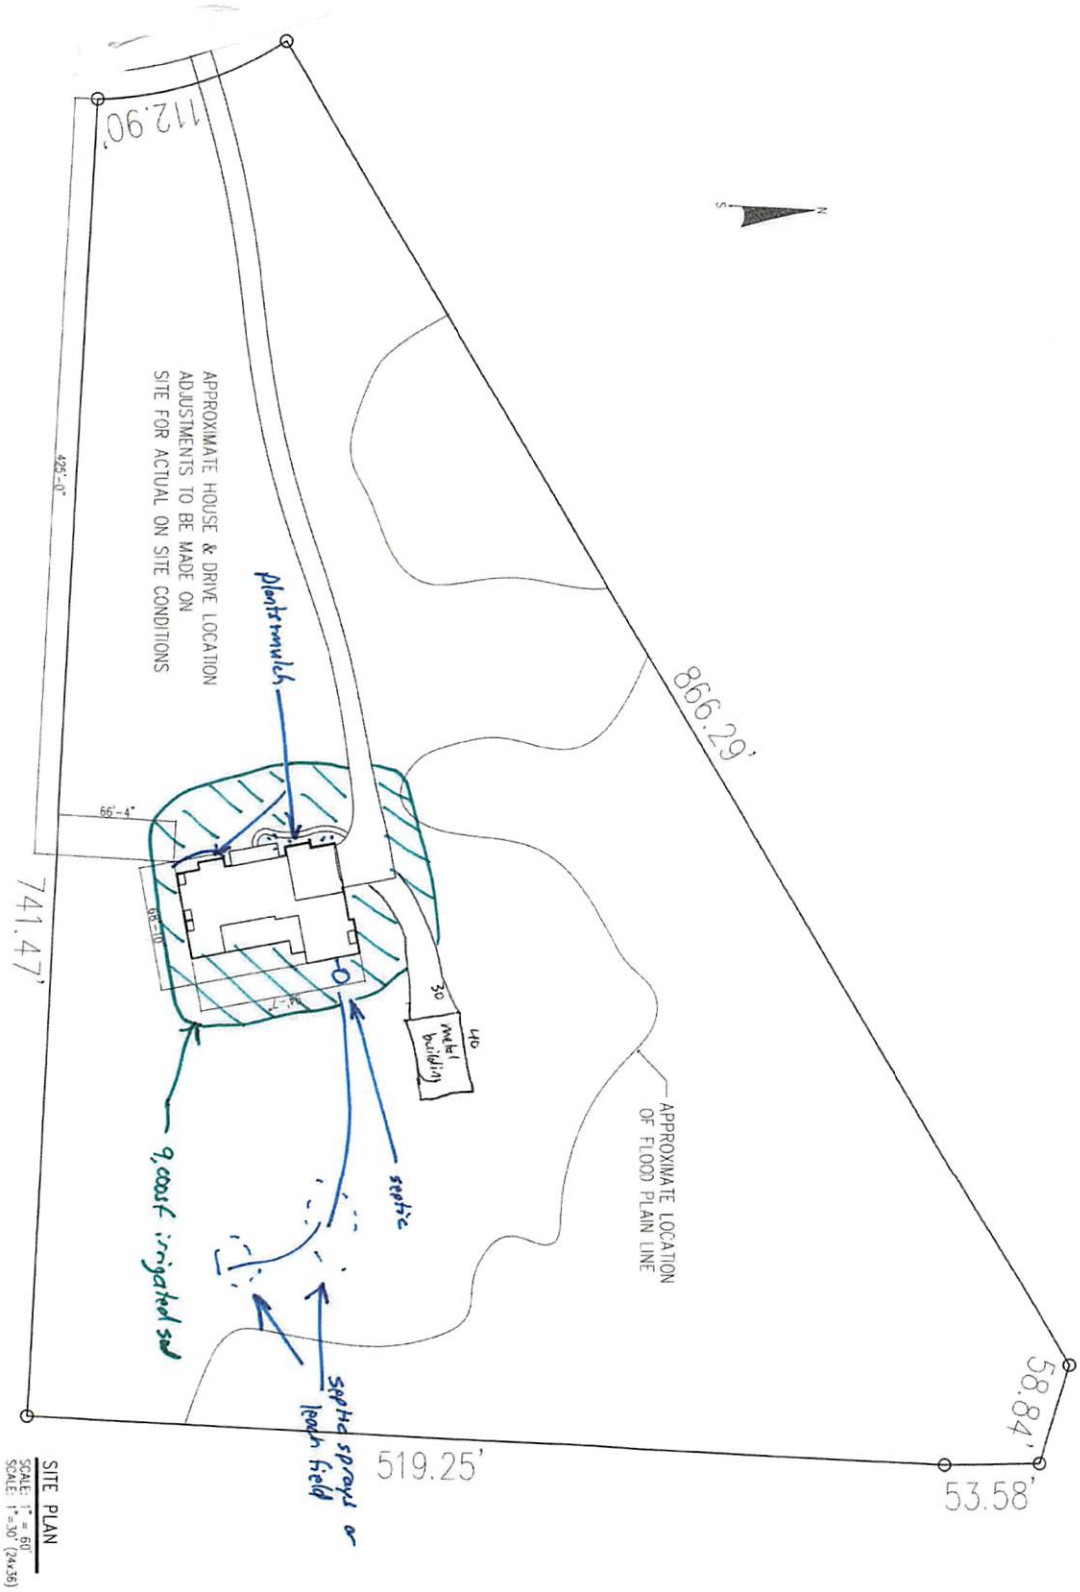 112.90'
S
N
APPROXIMATE HOUSE & DRIVE LOCATION
ADJUSTMENTS TO BE MADE ON
SITE FOR ACTUAL ON SITE CONDITIONS
425'-0"
plants mulch
866.29'
66'-4"
68'-10
741.47'
30
40
metal
building
APPROXIMATE LOCATION
OF FLOOD PLAIN LINE
septic
9,000sf irrigated sod
septic sprays or
leach field
519.25'
58.84'
53.58'
SITE PLAN
SCALE: 1" = 60'
SCALE: 1"=30' (24x36)